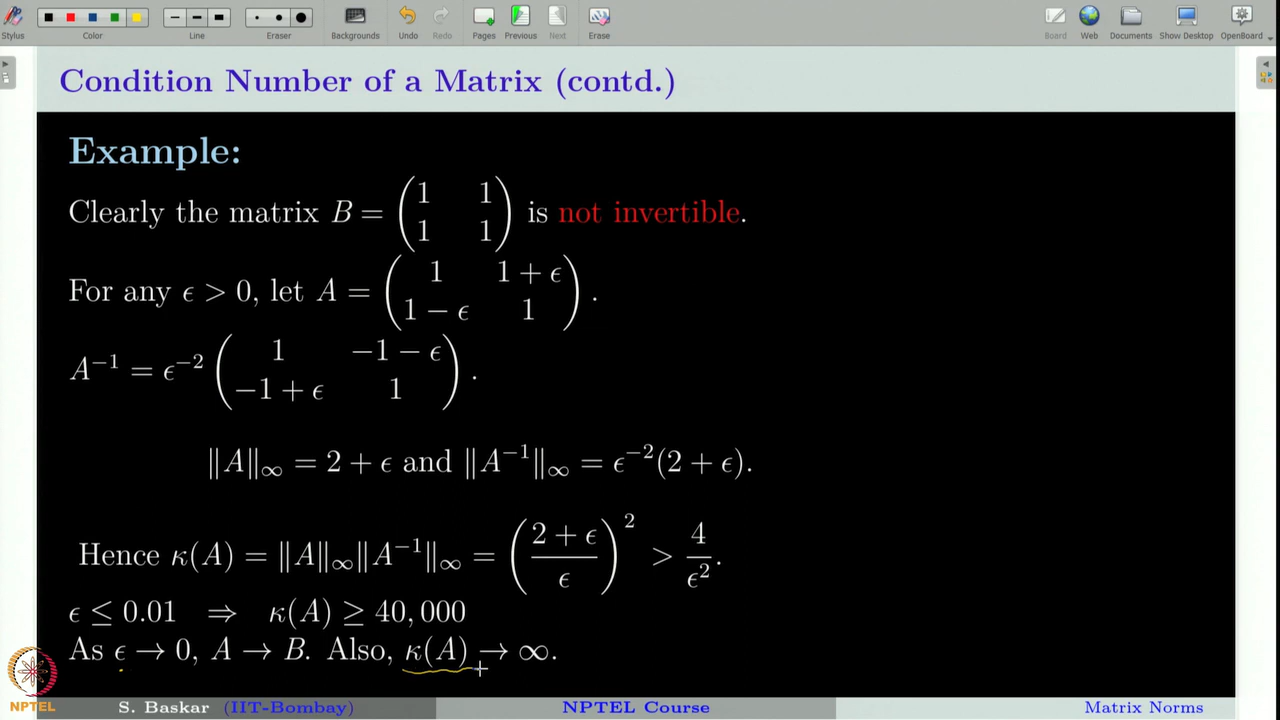 Stylus Color Line Eraser Backgrounds Undo Redo Pages Previous Next Erase Board Web Documents Show Desktop OpenBoard
Condition Number of a Matrix (contd.)
Example:
Clearly the matrix B = (1 1; 1 1) is not invertible.
For any ϵ > 0, let A = (1 1 + ϵ; 1 − ϵ 1).
A⁻¹ = ϵ⁻² (1 −1 − ϵ; −1 + ϵ 1).
‖A‖∞ = 2 + ϵ and ‖A⁻¹‖∞ = ϵ⁻²(2 + ϵ).
Hence κ(A) = ‖A‖∞‖A⁻¹‖∞ = ((2 + ϵ)/ϵ)² > 4/ϵ².
ϵ ≤ 0.01 ⇒ κ(A) ≥ 40,000
As ϵ → 0, A → B. Also, κ(A) → ∞.
NPTEL
S. Baskar (IIT-Bombay) NPTEL Course Matrix Norms